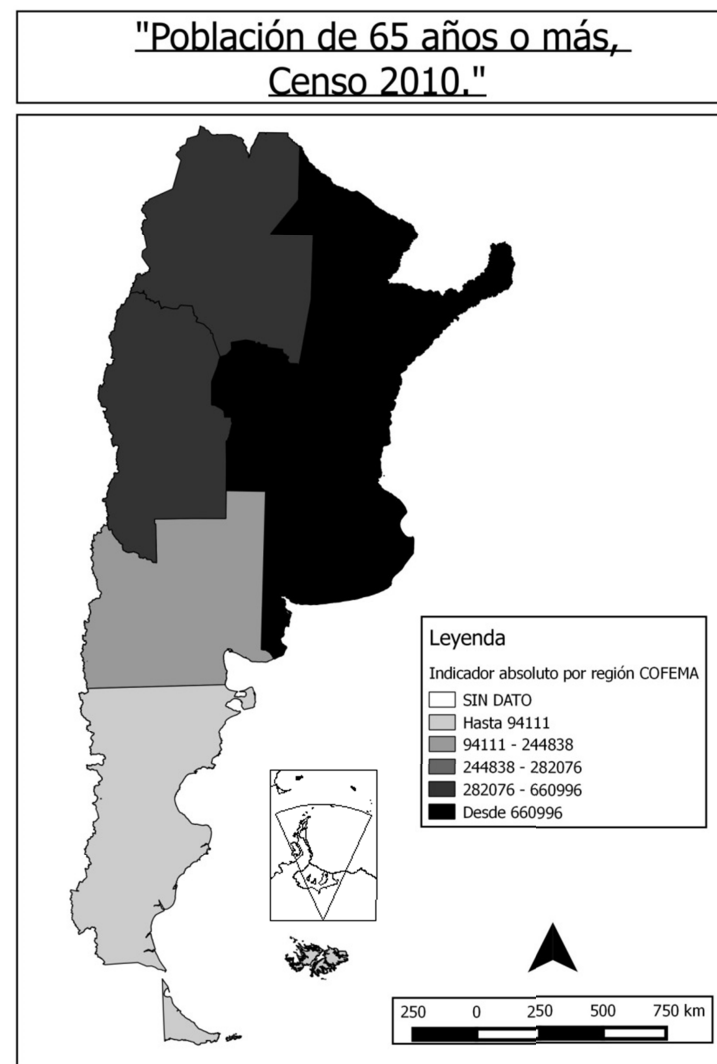 "Población de 65 años o más,
Censo 2010."
Leyenda
Indicador absoluto por región COFEMA
SIN DATO
Hasta 94111
94111 - 244838
244838 - 282076
282076 - 660996
Desde 660996
250 0 250 500 750 km